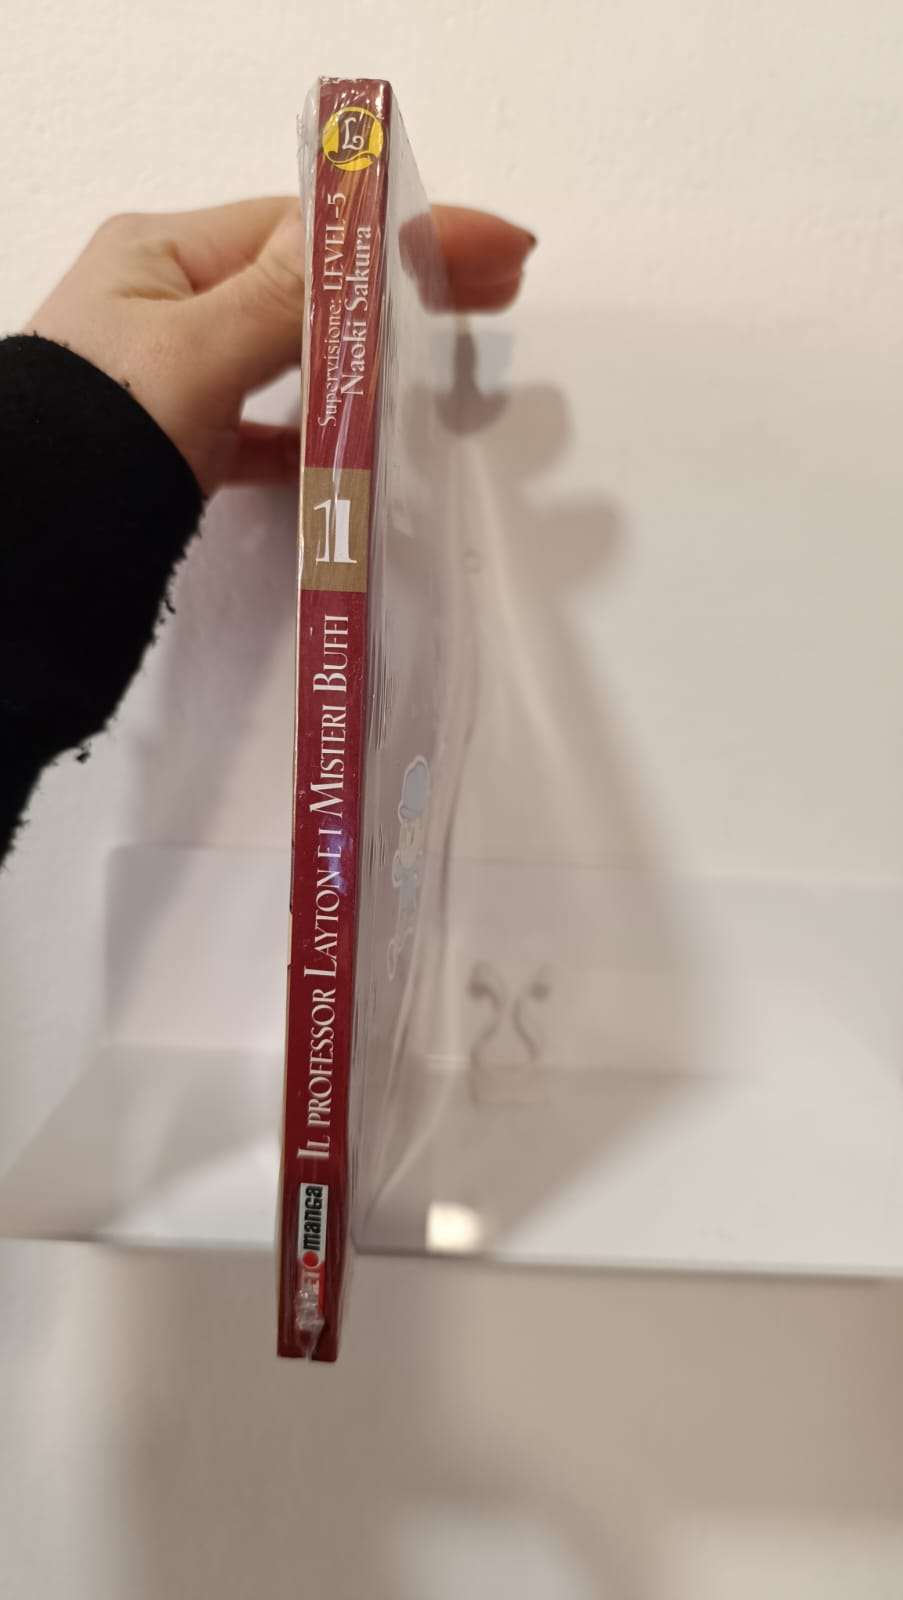 L
Supervisione: LEVEL-5
Naoki Sakura
1
IL PROFESSOR LAYTON E I MISTERI BUFFI
manga